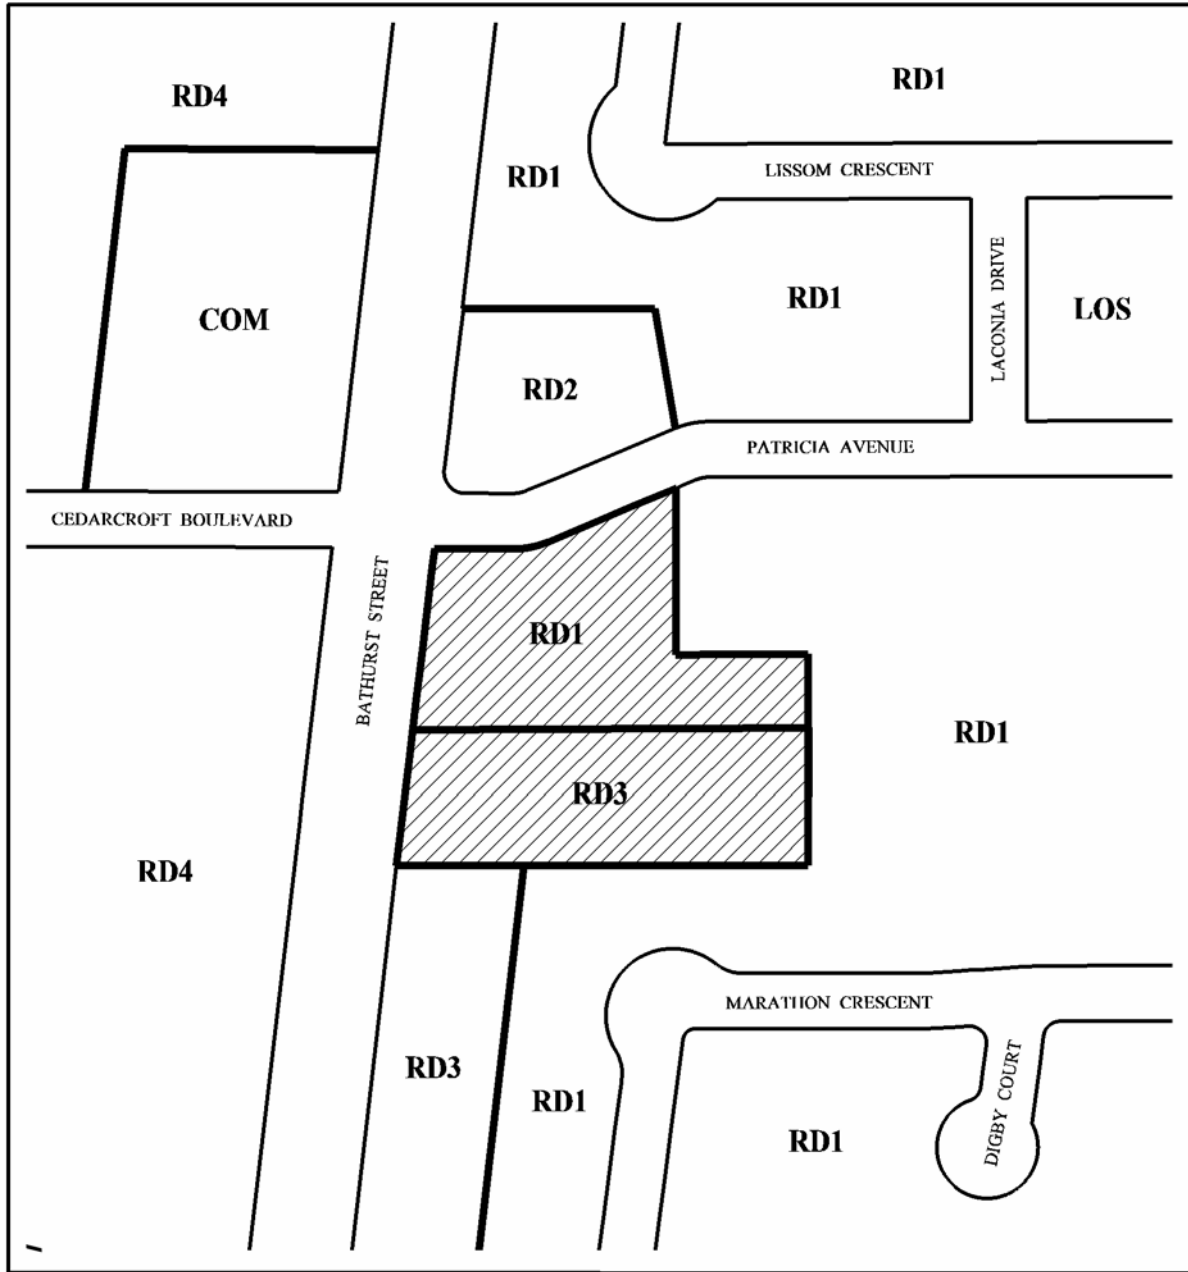 RD1
RD4
LISSOM CRESCENT
RD1
LACONIA DRIVE
RD1
LOS
COM
RD2
PATRICIA AVENUE
CEDARCROFT BOULEVARD
BATHURST STREET
RD1
RD1
RD3
RD4
MARATHON CRESCENT
RD3
DIGBY COURT
RD1
RD1